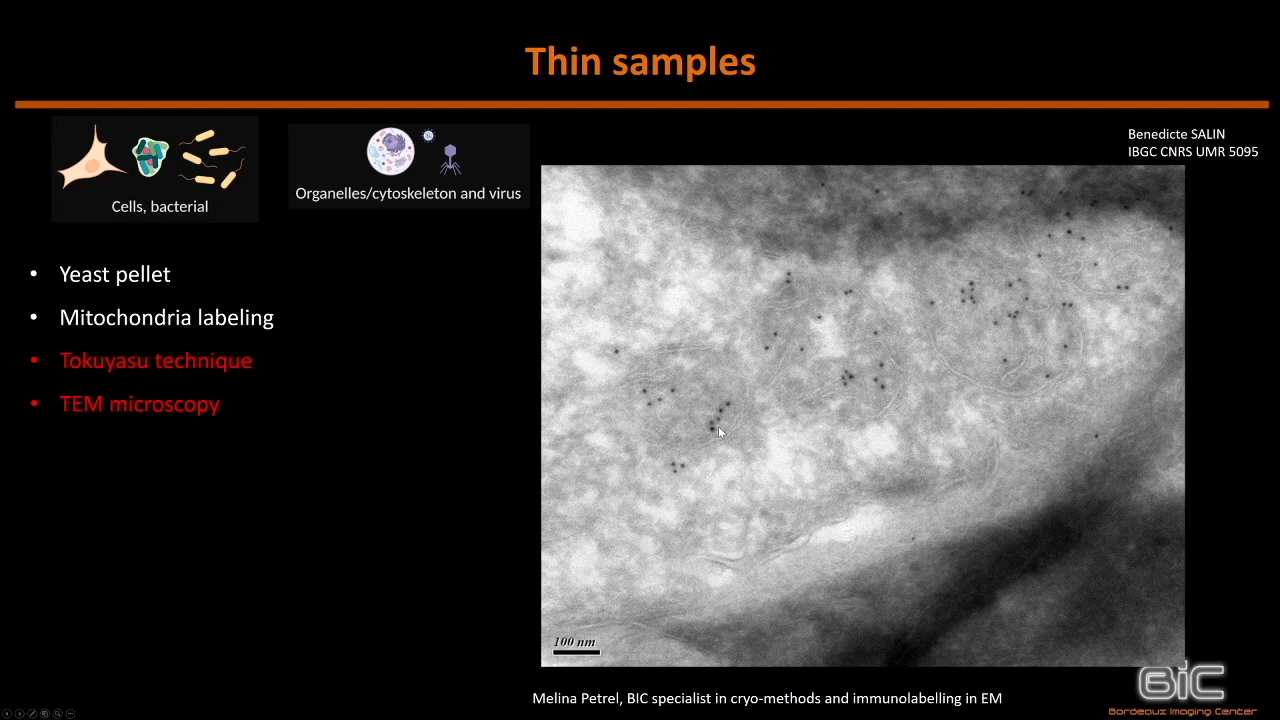 Thin samples
Benedicte SALIN
IBGC CNRS UMR 5095
Cells, bacterial
Organelles/cytoskeleton and virus
• Yeast pellet
• Mitochondria labeling
• Tokuyasu technique
• TEM microscopy
100 nm
Melina Petrel, BIC specialist in cryo-methods and immunolabelling in EM
BiC
Bordeaux Imaging Center